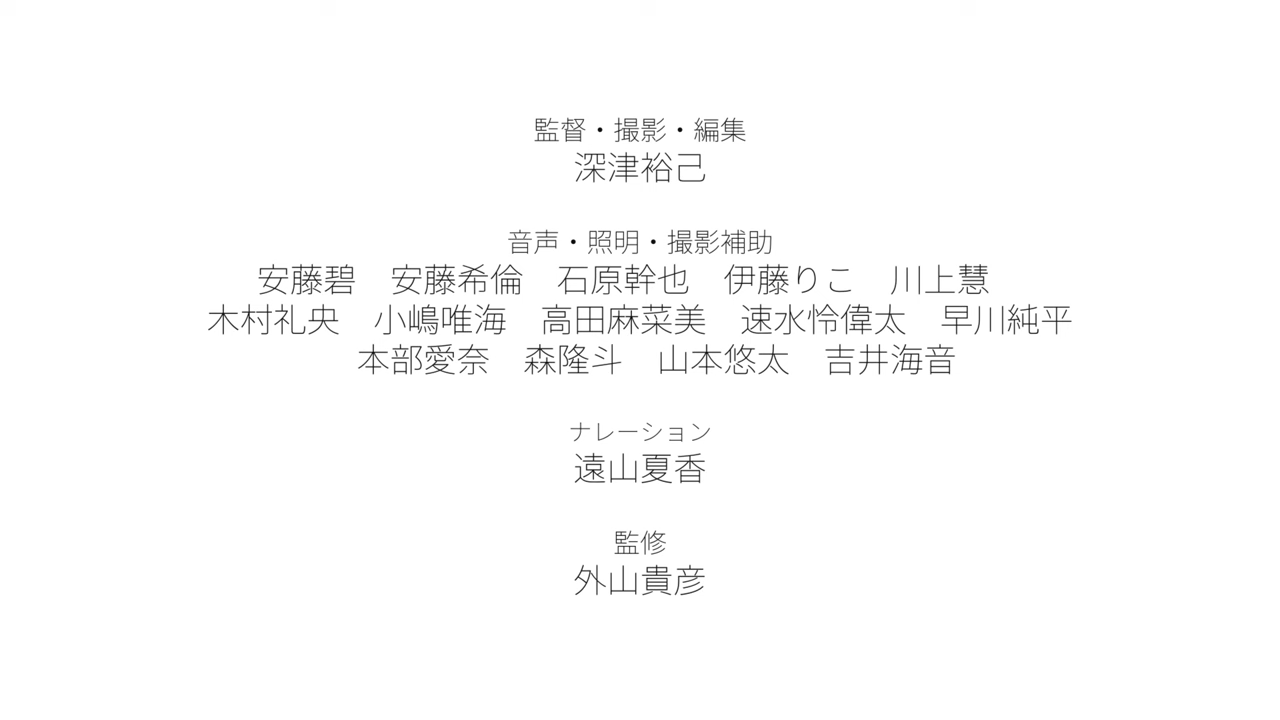 監督・撮影・編集
深津裕己
音声・照明・撮影補助
安藤碧　安藤希倫　石原幹也　伊藤りこ　川上慧
木村礼央　小嶋唯海　高田麻菜美　速水怜偉太　早川純平
本部愛奈　森隆斗　山本悠太　吉井海音
ナレーション
遠山夏香
監修
外山貴彦